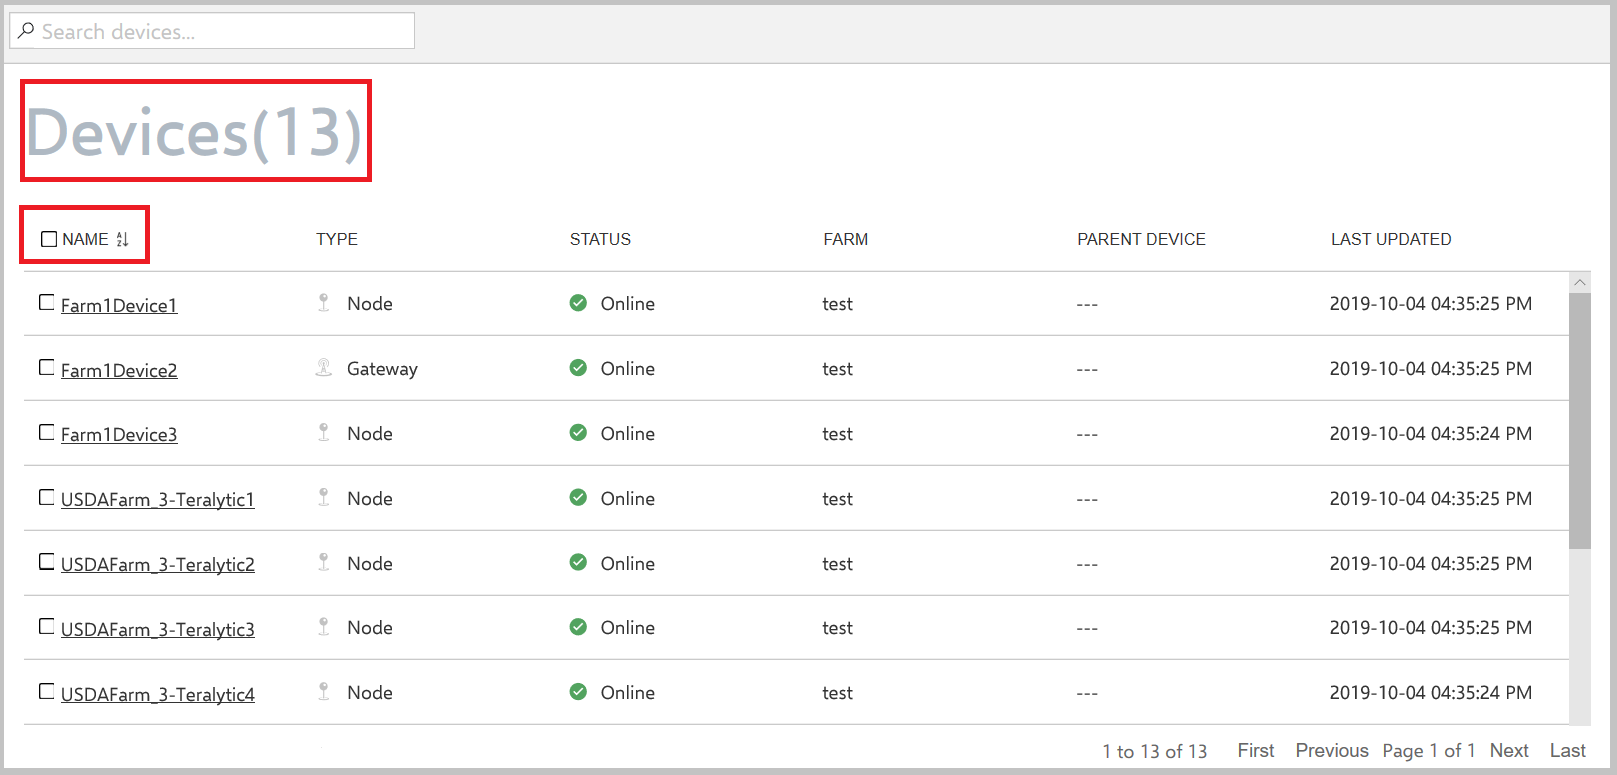 Search devices...
Devices(13)
NAME TYPE STATUS FARM PARENT DEVICE LAST UPDATED
Farm1Device1 Node Online test --- 2019-10-04 04:35:25 PM
Farm1Device2 Gateway Online test --- 2019-10-04 04:35:25 PM
Farm1Device3 Node Online test --- 2019-10-04 04:35:24 PM
USDAFarm_3-Teralytic1 Node Online test --- 2019-10-04 04:35:25 PM
USDAFarm_3-Teralytic2 Node Online test --- 2019-10-04 04:35:25 PM
USDAFarm_3-Teralytic3 Node Online test --- 2019-10-04 04:35:25 PM
USDAFarm_3-Teralytic4 Node Online test --- 2019-10-04 04:35:24 PM
1 to 13 of 13 First Previous Page 1 of 1 Next Last